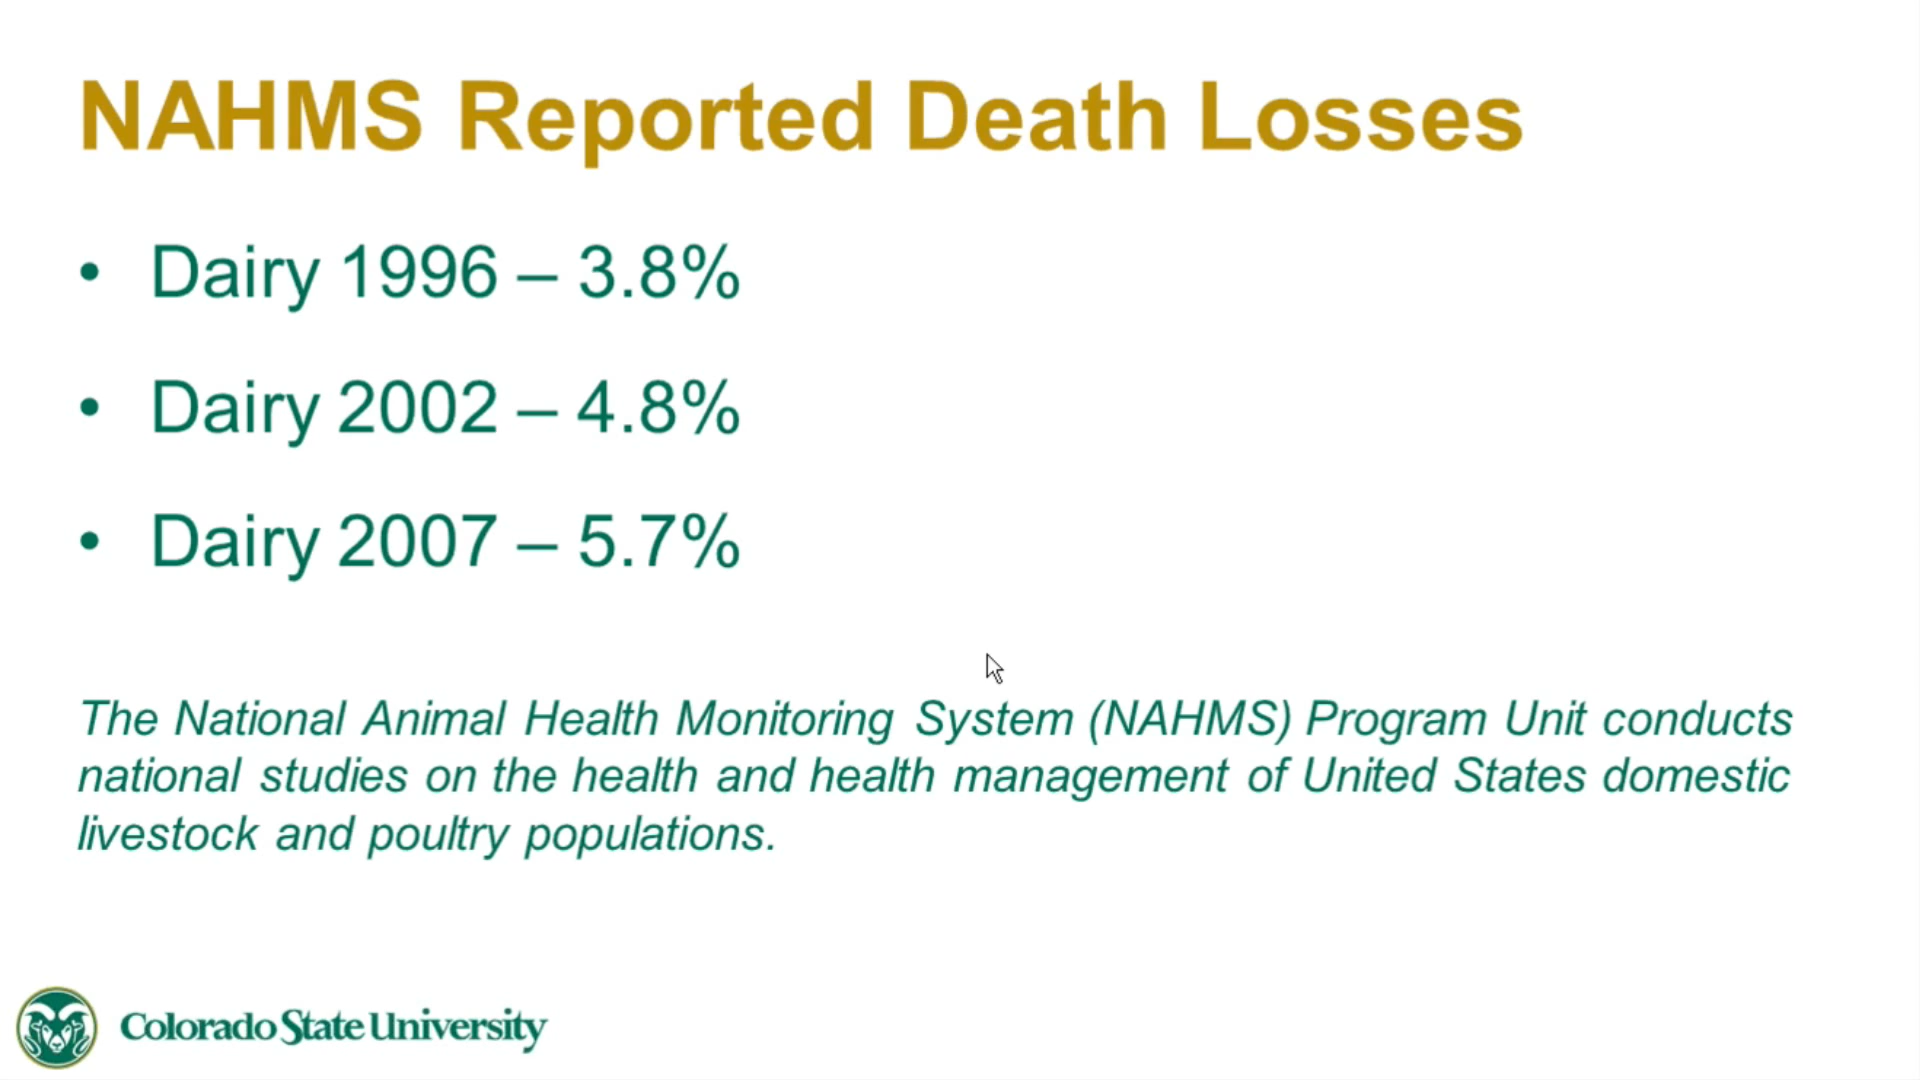 NAHMS Reported Death Losses
• Dairy 1996 – 3.8%
• Dairy 2002 – 4.8%
• Dairy 2007 – 5.7%
The National Animal Health Monitoring System (NAHMS) Program Unit conducts
national studies on the health and health management of United States domestic
livestock and poultry populations.
Colorado State University